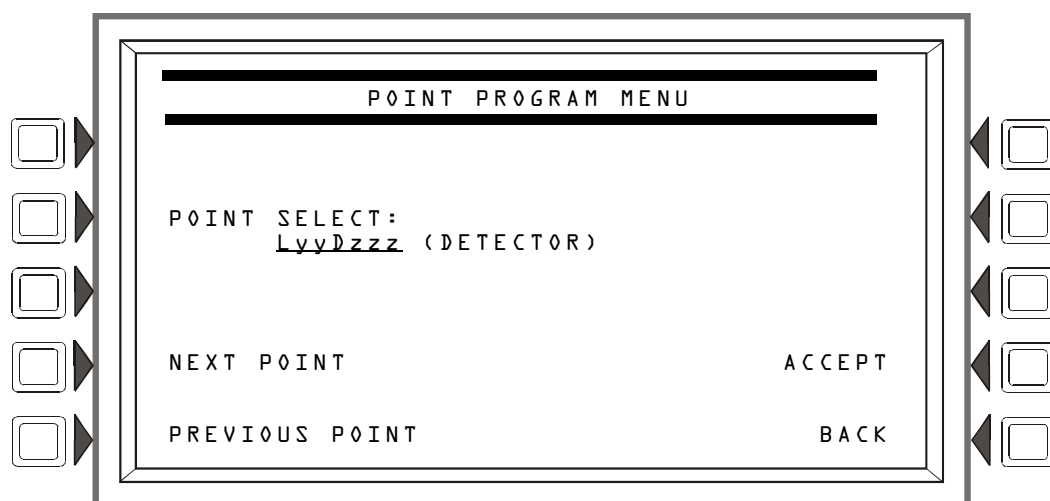 POINT PROGRAM MENU
POINT SELECT:
LyyDzzz (DETECTOR)
NEXT POINT
ACCEPT
PREVIOUS POINT
BACK